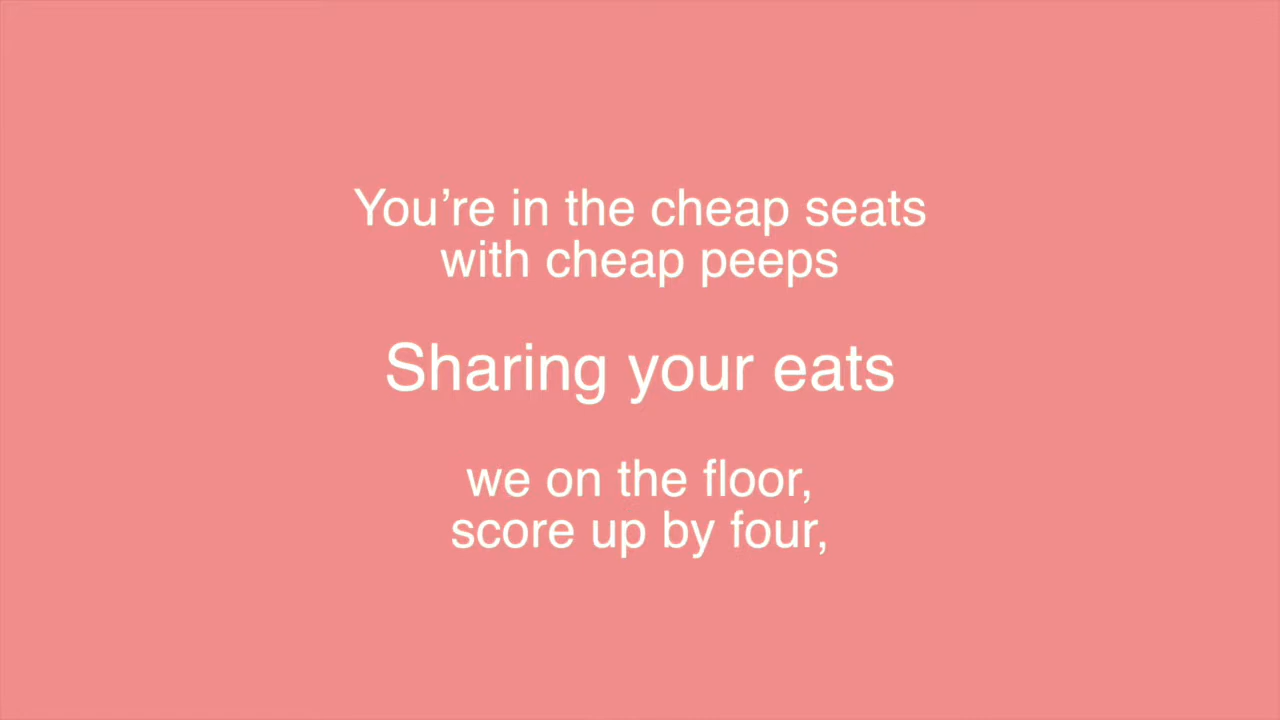 You’re in the cheap seats
with cheap peeps
Sharing your eats
we on the floor,
score up by four,